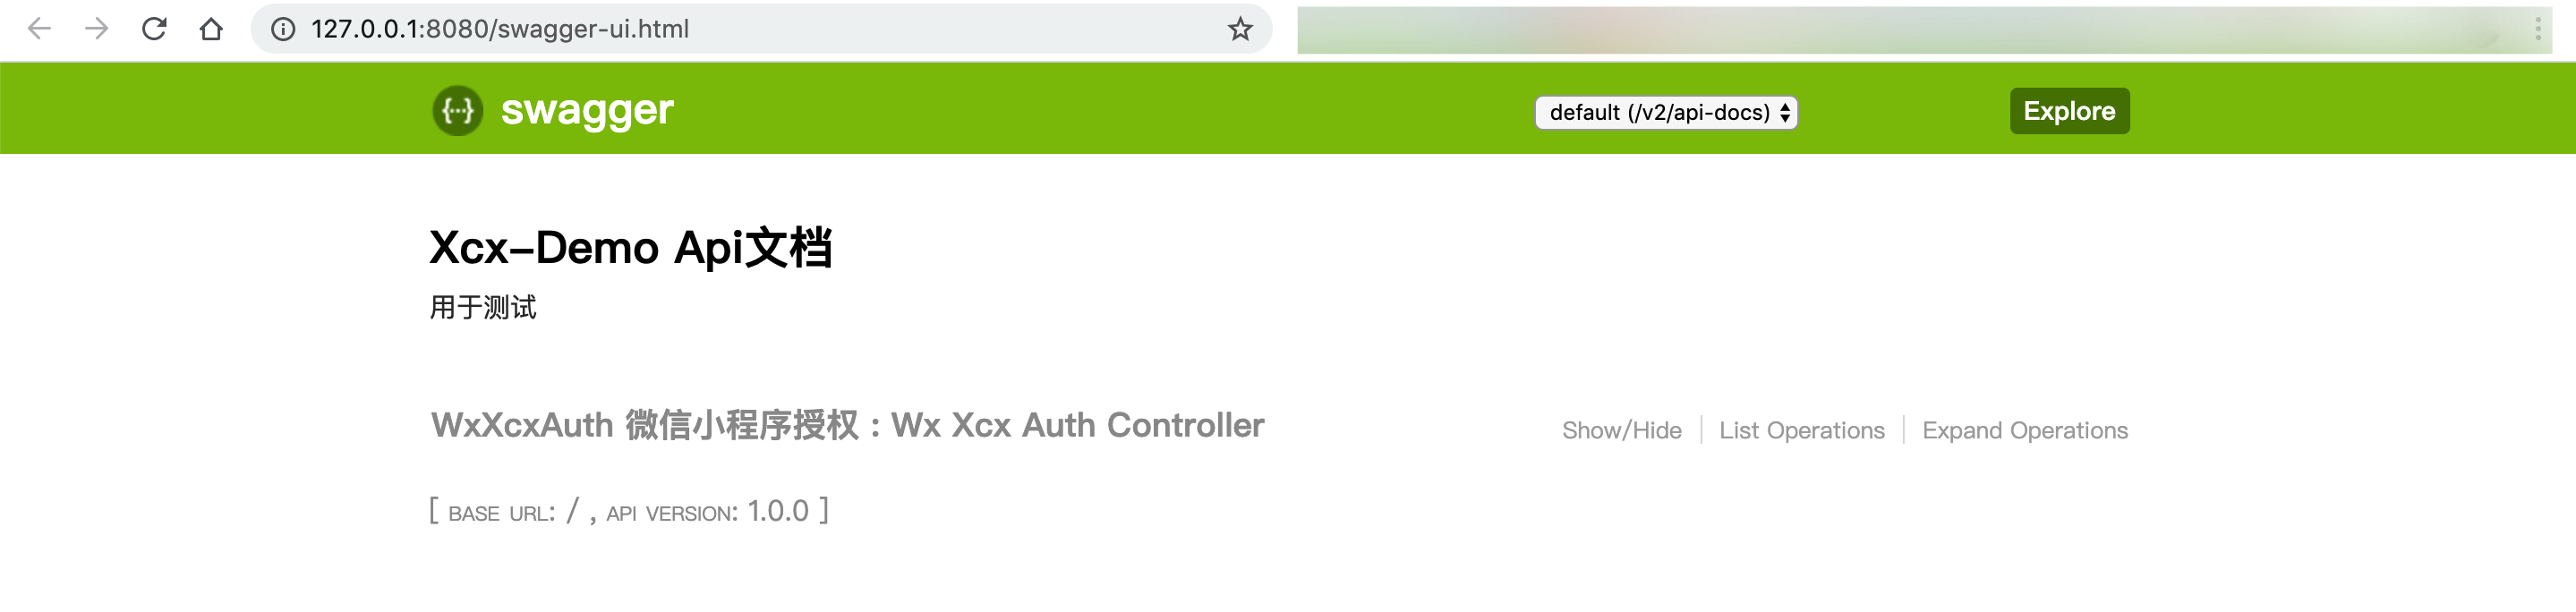 127.0.0.1:8080/swagger-ui.html
{···} swagger default (/v2/api-docs) Explore
Xcx-Demo Api文档
用于测试
WxXcxAuth 微信小程序授权 : Wx Xcx Auth Controller Show/Hide List Operations Expand Operations
[ BASE URL: / , API VERSION: 1.0.0 ]